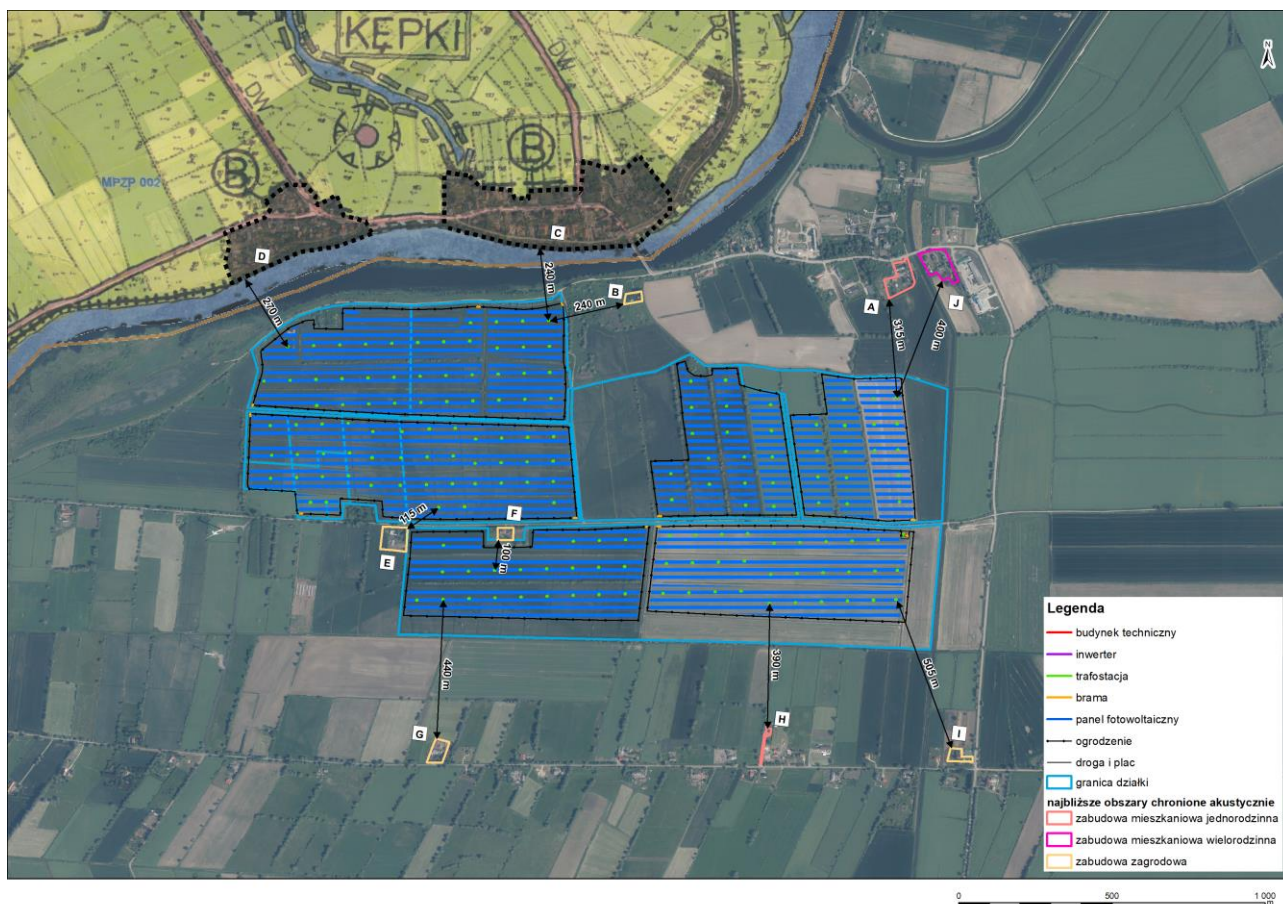 KĘPKI
N
DW
DG
DW
B
B
MPZP 002
D
C
270 m
240 m
240 m
B
A
J
315 m
400 m
115 m
F
E
100 m
440 m
390 m
505 m
G
H
I
Legenda
budynek techniczny
inwerter
trafostacja
brama
panel fotowoltaiczny
ogrodzenie
droga i plac
granica działki
najbliższe obszary chronione akustycznie
zabudowa mieszkaniowa jednorodzinna
zabudowa mieszkaniowa wielorodzinna
zabudowa zagrodowa
0 500 1 000
m